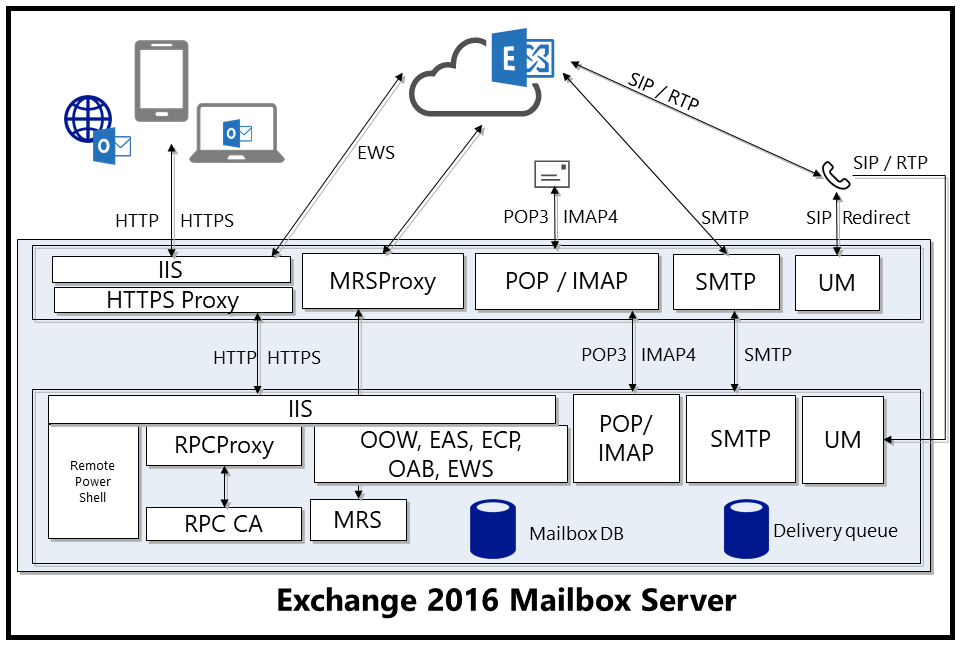 SIP / RTP
EWS
SIP / RTP
HTTP HTTPS
POP3 IMAP4
SMTP
SIP Redirect
IIS
HTTPS Proxy
MRSProxy
POP / IMAP
SMTP
UM
HTTP HTTPS
POP3 IMAP4
SMTP
IIS
Remote
Power
Shell
RPCProxy
RPC CA
OOW, EAS, ECP,
OAB, EWS
MRS
POP/
IMAP
SMTP
UM
Mailbox DB
Delivery queue
Exchange 2016 Mailbox Server